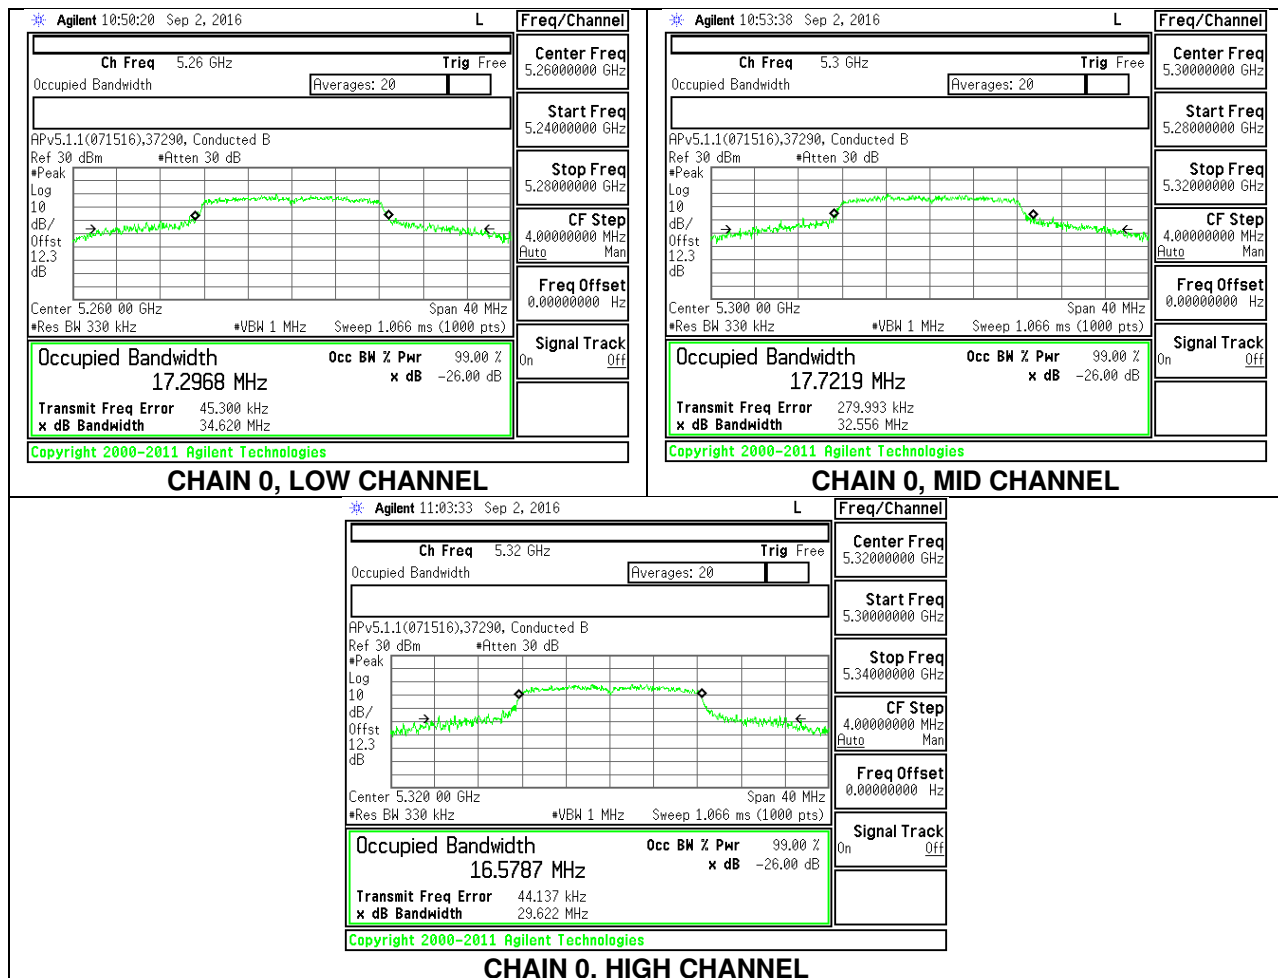 Agilent 10:50:20 Sep 2, 2016 L
Freq/Channel
Ch Freq 5.26 GHz Trig Free
Occupied Bandwidth Averages: 20
APv5.1.1(071516),37290, Conducted B
Ref 30 dBm #Atten 30 dB
#Peak
Log
10
dB/
Offst
12.3
dB
Center 5.260 00 GHz Span 40 MHz
#Res BW 330 kHz #VBW 1 MHz Sweep 1.066 ms (1000 pts)
Occupied Bandwidth Occ BW % Pwr 99.00 %
17.2968 MHz x dB -26.00 dB
Transmit Freq Error 45.300 kHz
x dB Bandwidth 34.620 MHz
Copyright 2000-2011 Agilent Technologies
Center Freq
5.26000000 GHz
Start Freq
5.24000000 GHz
Stop Freq
5.28000000 GHz
CF Step
4.00000000 MHz
Auto Man
Freq Offset
0.00000000 Hz
Signal Track
On Off
CHAIN 0, LOW CHANNEL
Agilent 10:53:38 Sep 2, 2016 L
Freq/Channel
Ch Freq 5.3 GHz Trig Free
Occupied Bandwidth Averages: 20
APv5.1.1(071516),37290, Conducted B
Ref 30 dBm #Atten 30 dB
#Peak
Log
10
dB/
Offst
12.3
dB
Center 5.300 00 GHz Span 40 MHz
#Res BW 330 kHz #VBW 1 MHz Sweep 1.066 ms (1000 pts)
Occupied Bandwidth Occ BW % Pwr 99.00 %
17.7219 MHz x dB -26.00 dB
Transmit Freq Error 279.993 kHz
x dB Bandwidth 32.556 MHz
Copyright 2000-2011 Agilent Technologies
Center Freq
5.30000000 GHz
Start Freq
5.28000000 GHz
Stop Freq
5.32000000 GHz
CF Step
4.00000000 MHz
Auto Man
Freq Offset
0.00000000 Hz
Signal Track
On Off
CHAIN 0, MID CHANNEL
Agilent 11:03:33 Sep 2, 2016 L
Freq/Channel
Ch Freq 5.32 GHz Trig Free
Occupied Bandwidth Averages: 20
APv5.1.1(071516),37290, Conducted B
Ref 30 dBm #Atten 30 dB
#Peak
Log
10
dB/
Offst
12.3
dB
Center 5.320 00 GHz Span 40 MHz
#Res BW 330 kHz #VBW 1 MHz Sweep 1.066 ms (1000 pts)
Occupied Bandwidth Occ BW % Pwr 99.00 %
16.5787 MHz x dB -26.00 dB
Transmit Freq Error 44.137 kHz
x dB Bandwidth 29.622 MHz
Copyright 2000-2011 Agilent Technologies
Center Freq
5.32000000 GHz
Start Freq
5.30000000 GHz
Stop Freq
5.34000000 GHz
CF Step
4.00000000 MHz
Auto Man
Freq Offset
0.00000000 Hz
Signal Track
On Off
CHAIN 0, HIGH CHANNEL